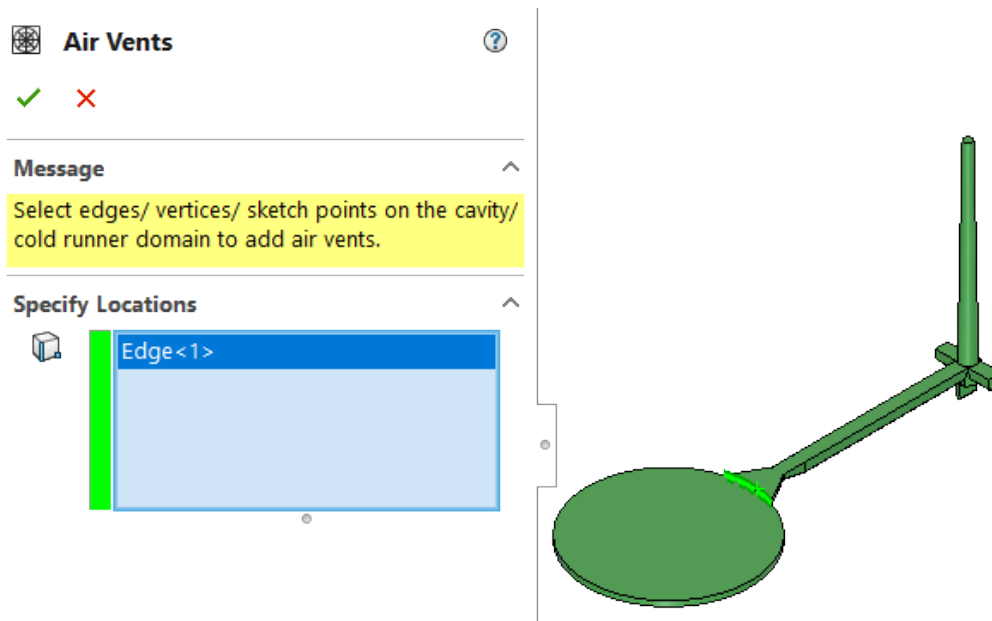 Air Vents
?
Message
Select edges/ vertices/ sketch points on the cavity/
cold runner domain to add air vents.
Specify Locations
Edge<1>